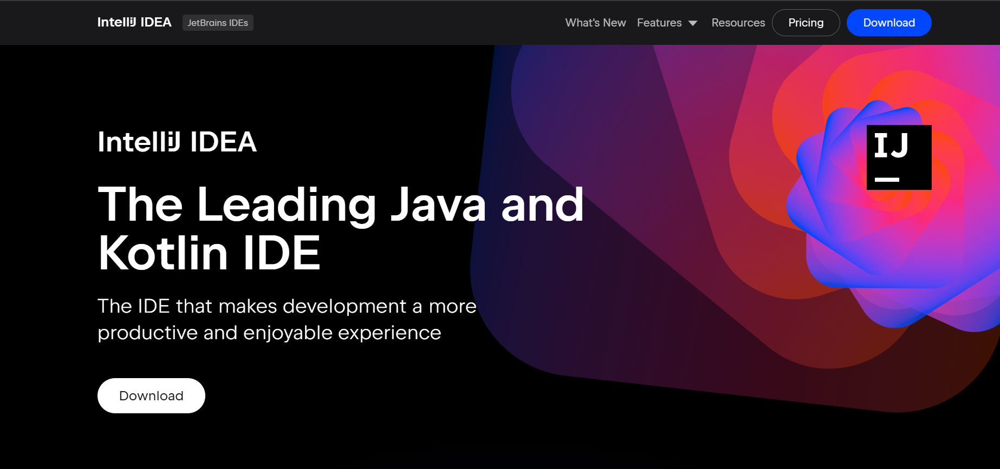 IntelliJ IDEA JetBrains IDEs What's New Features Resources Pricing Download
IntelliJ IDEA
IJ
The Leading Java and
Kotlin IDE
The IDE that makes development a more
productive and enjoyable experience
Download